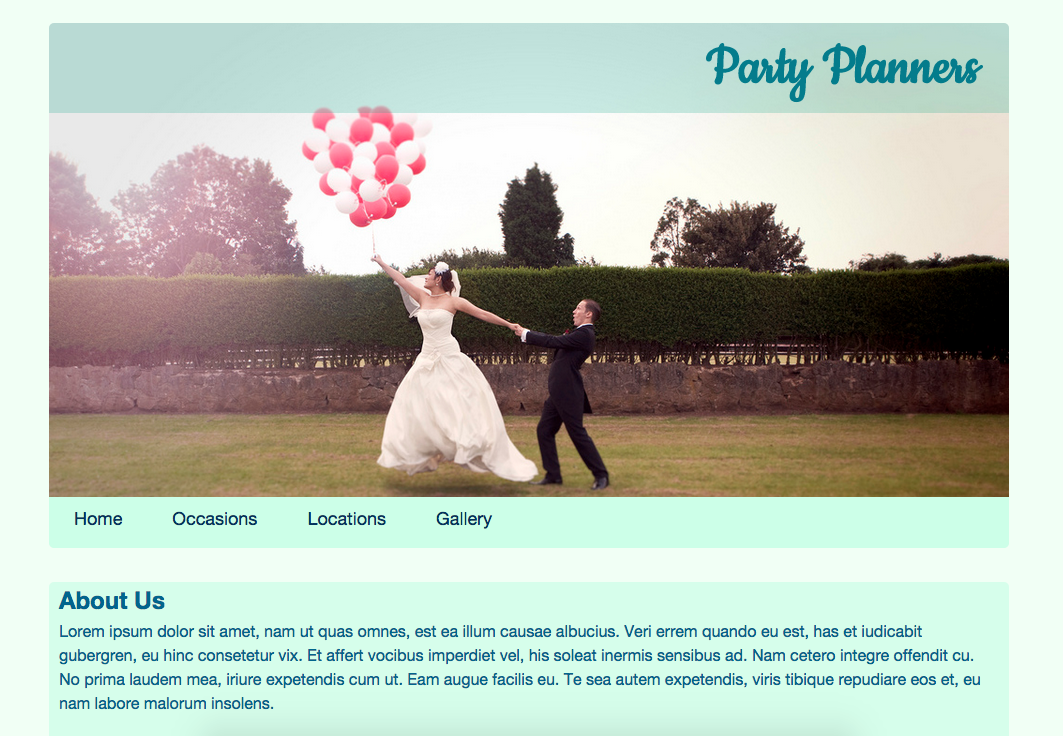 Party Planners
Home Occasions Locations Gallery
About Us
Lorem ipsum dolor sit amet, nam ut quas omnes, est ea illum causae albucius. Veri errem quando eu est, has et iudicabit
gubergren, eu hinc consetetur vix. Et affert vocibus imperdiet vel, his soleat inermis sensibus ad. Nam cetero integre offendit cu.
No prima laudem mea, iriure expetendis cum ut. Eam augue facilis eu. Te sea autem expetendis, viris tibique repudiare eos et, eu
nam labore malorum insolens.